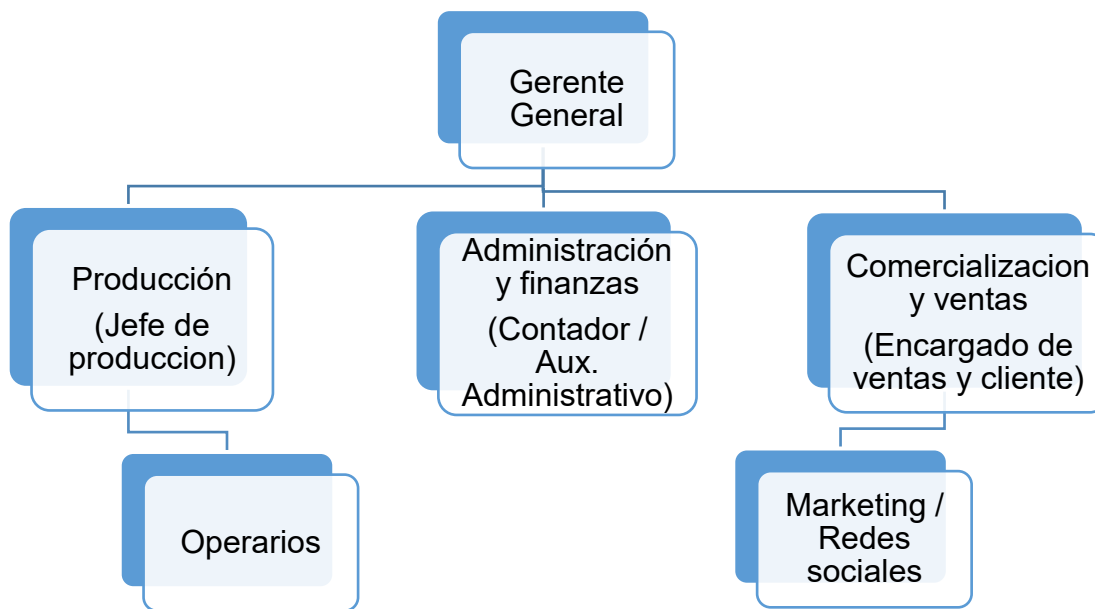 Gerente
General
Producción
(Jefe de
produccion)
Administración
y finanzas
(Contador /
Aux.
Administrativo)
Comercializacion
y ventas
(Encargado de
ventas y cliente)
Operarios
Marketing /
Redes
sociales